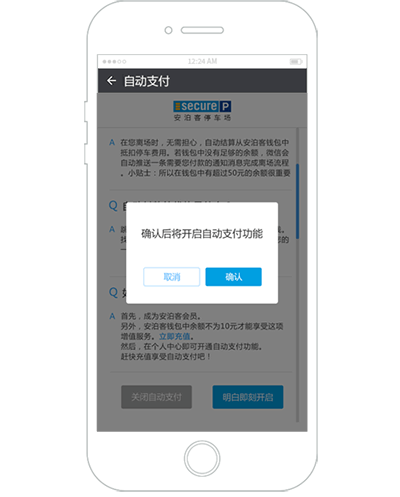 12:24 AM
自动支付
secure P
安泊客停车场
A 在您离场时，无需担心，自动结算从安泊客钱包中
抵扣停车费用。若钱包中没有足够的余额，微信会
自动推送一条需要您付款的通知消息完成离场流程
。小贴士：所以在钱包中有超过50元的余额很重要
Q 自
A
找
的一
确认后将开启自动支付功能
取消
确认
Q 如
A 首先，成为安泊客会员。
另外，安泊客钱包中余额不为10元才能享受这项
增值服务。立即充值。
然后，在个人中心即可开通自动支付功能。
赶快充值享受自动支付吧！
关闭自动支付
明白即刻开启